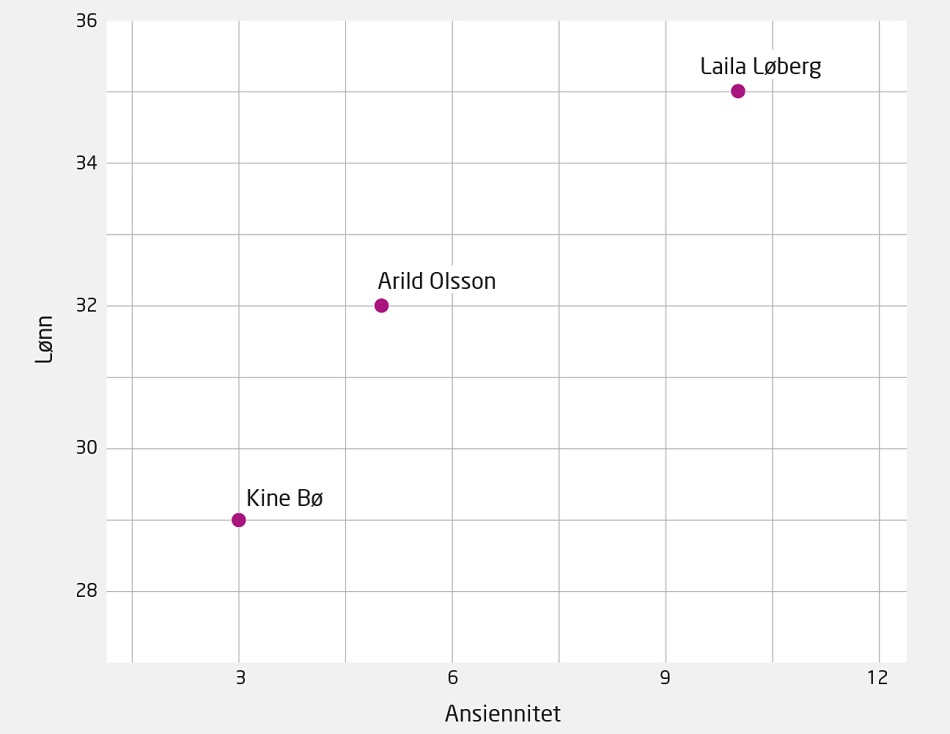 36
Laila Løberg
34
Arild Olsson
32
Lønn
30
Kine Bø
28
3 6 9 12
Ansiennitet